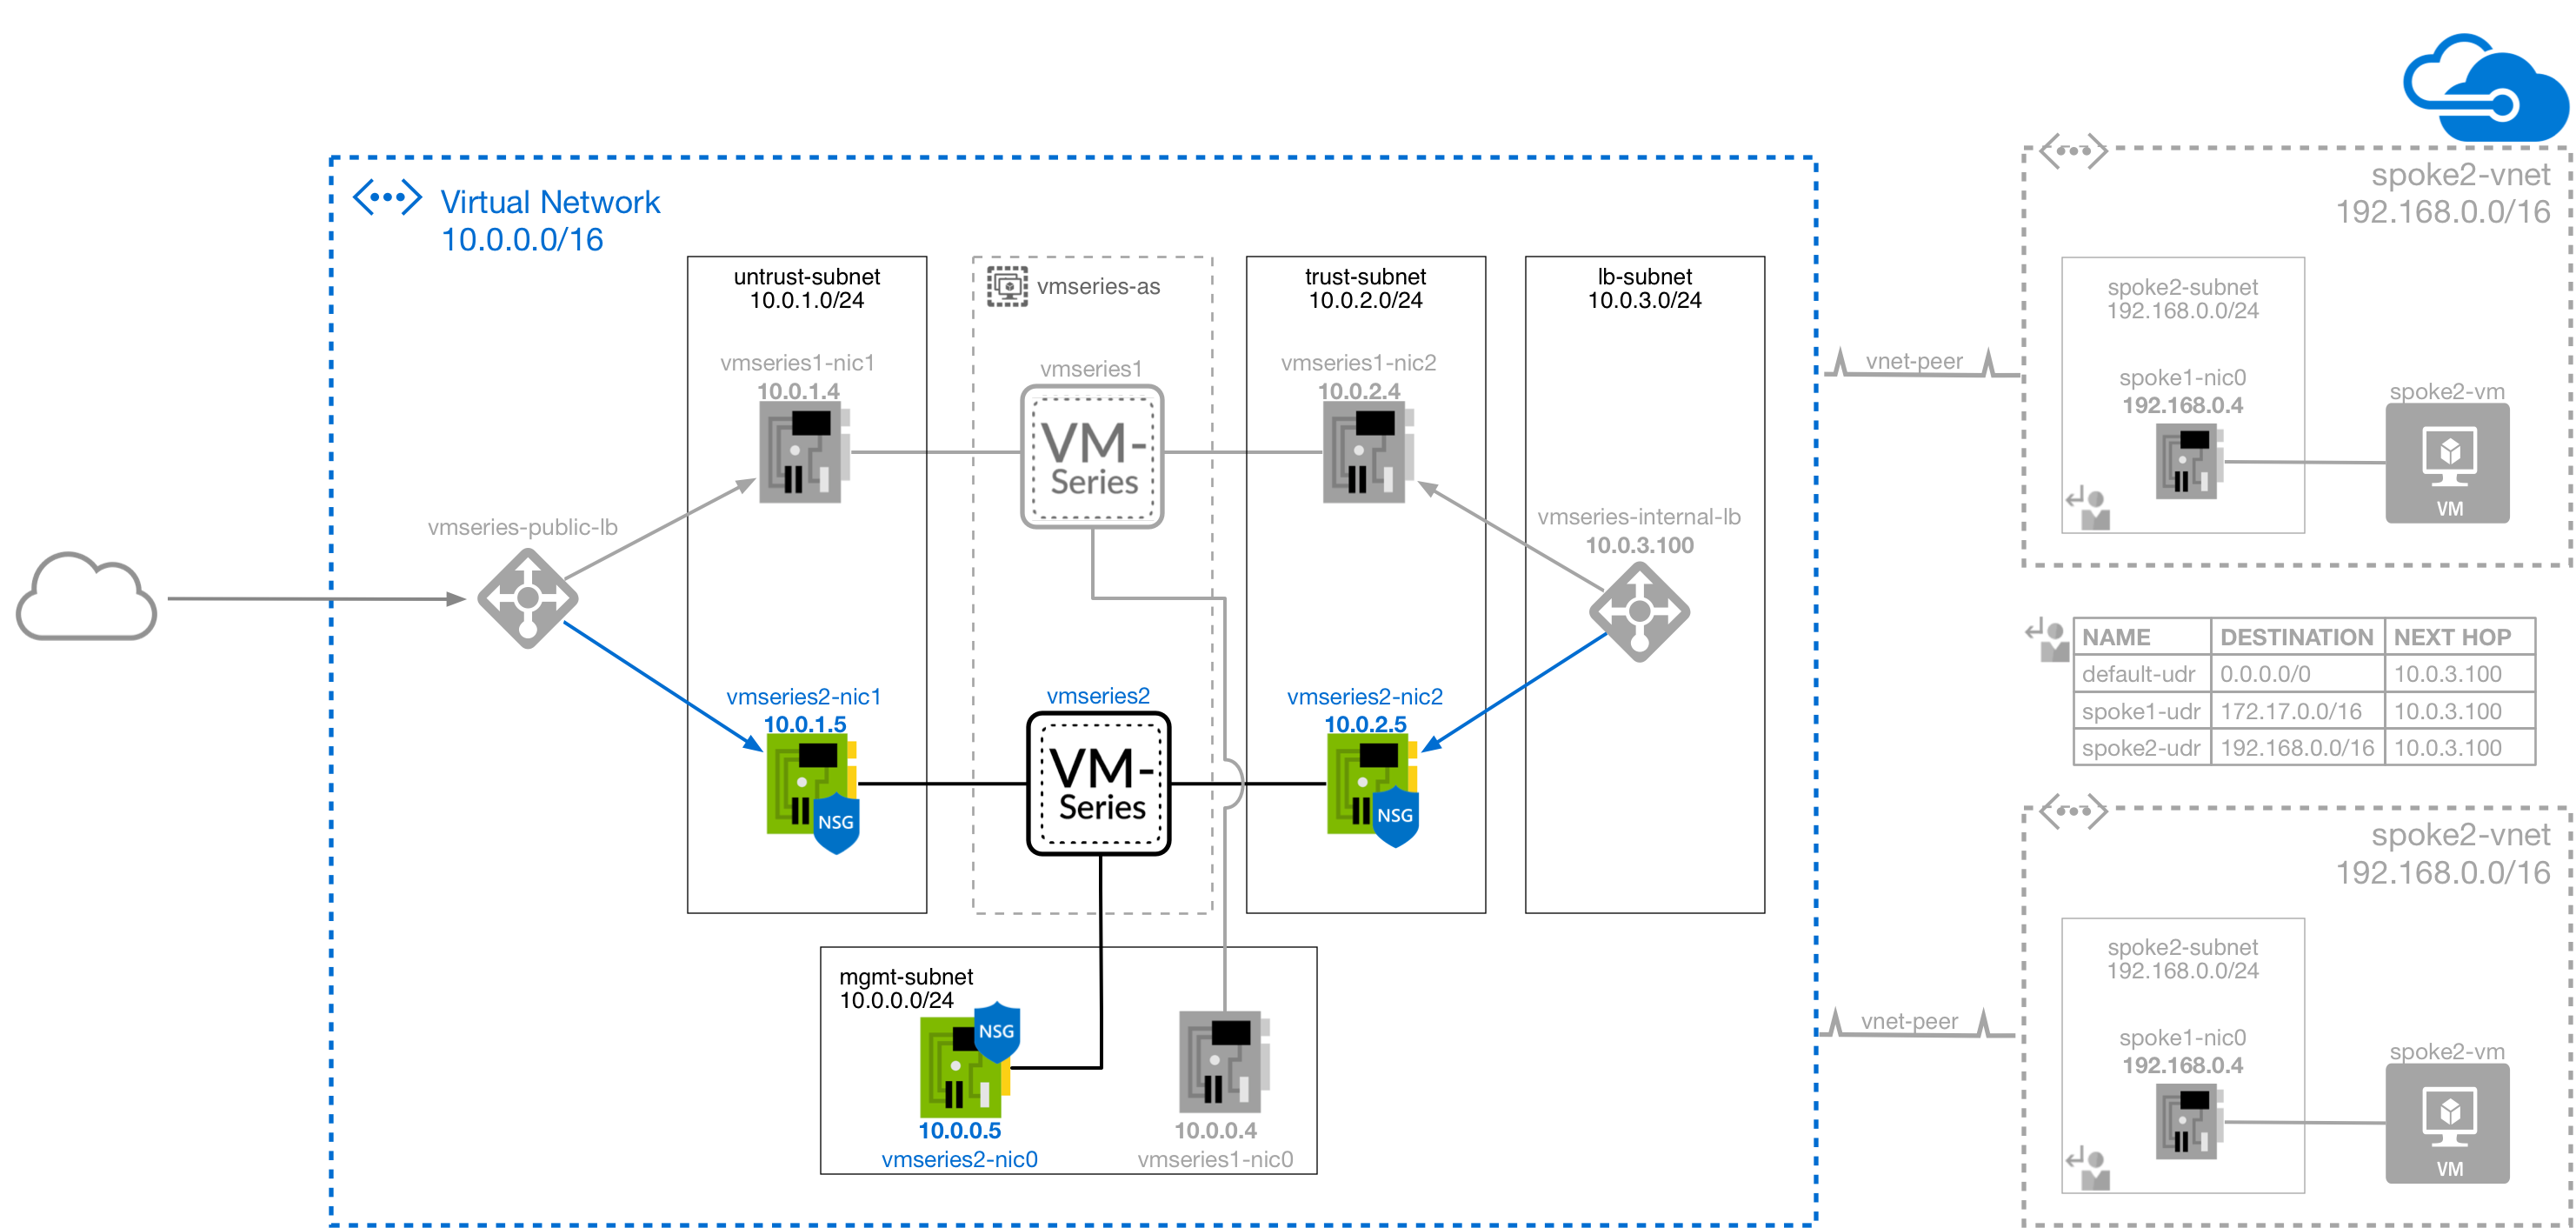 Virtual Network
10.0.0.0/16
untrust-subnet
10.0.1.0/24
vmseries-as
trust-subnet
10.0.2.0/24
lb-subnet
10.0.3.0/24
vmseries1-nic1
10.0.1.4
vmseries1
VM-
Series
vmseries1-nic2
10.0.2.4
vmseries-public-lb
vmseries-internal-lb
10.0.3.100
vmseries2-nic1
10.0.1.5
NSG
vmseries2
VM-
Series
vmseries2-nic2
10.0.2.5
NSG
mgmt-subnet
10.0.0.0/24
NSG
10.0.0.5
vmseries2-nic0
10.0.0.4
vmseries1-nic0
vnet-peer
vnet-peer
spoke2-vnet
192.168.0.0/16
spoke2-subnet
192.168.0.0/24
spoke1-nic0
192.168.0.4
spoke2-vm
VM
NAME DESTINATION NEXT HOP
default-udr 0.0.0.0/0 10.0.3.100
spoke1-udr 172.17.0.0/16 10.0.3.100
spoke2-udr 192.168.0.0/16 10.0.3.100
spoke2-vnet
192.168.0.0/16
spoke2-subnet
192.168.0.0/24
spoke1-nic0
192.168.0.4
spoke2-vm
VM